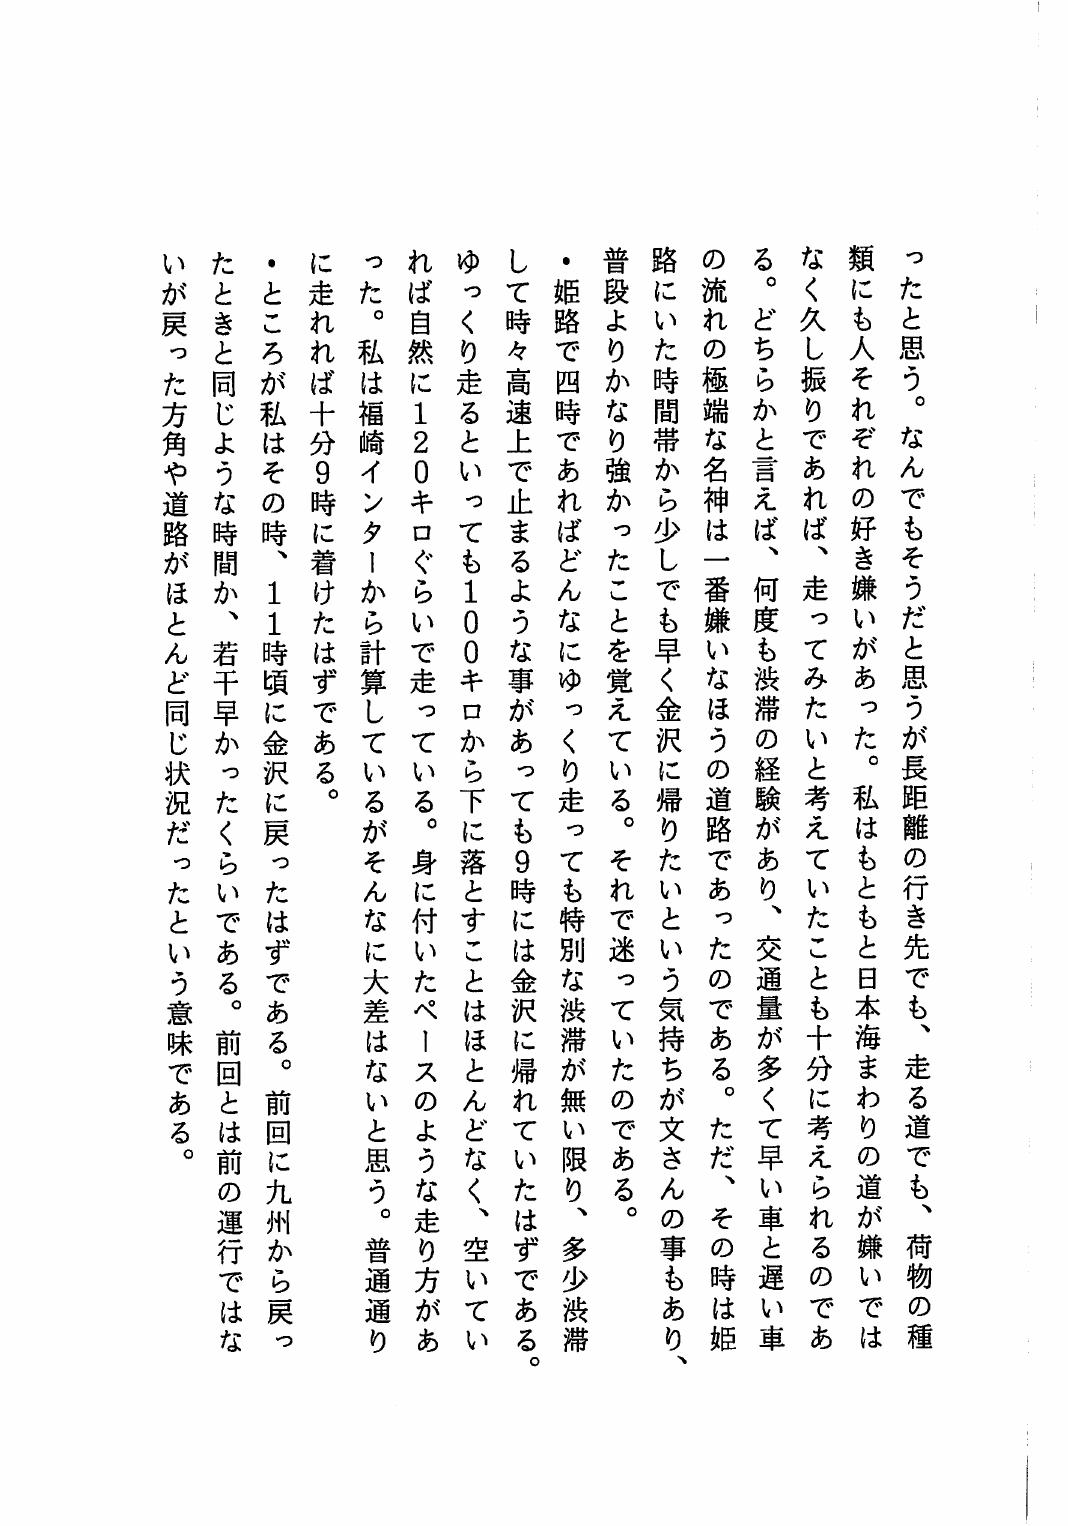 ったと思う。なんでもそうだと思うが長距離の行き先でも、走る道でも、荷物の種
類にも人それぞれの好き嫌いがあった。私はもともと日本海まわりの道が嫌いでは
なく久し振りであれば、走ってみたいと考えていたことも十分に考えられるのであ
る。どちらかと言えば、何度も渋滞の経験があり、交通量が多くて早い車と遅い車
の流れの極端な名神は一番嫌いなほうの道路であったのである。ただ、その時は姫
路にいた時間帯から少しでも早く金沢に帰りたいという気持ちが文さんの事もあり、
普段よりかなり強かったことを覚えている。それで迷っていたのである。
・姫路で四時であればどんなにゆっくり走っても特別な渋滞が無い限り、多少渋滞
して時々高速上で止まるような事があっても9時には金沢に帰れていたはずである。
ゆっくり走るといっても100キロから下に落とすことはほとんどなく、空いてい
れば自然に120キロぐらいで走っている。身に付いたペースのような走り方があ
った。私は福崎インターから計算しているがそんなに大差はないと思う。普通通り
に走れれば十分9時に着けたはずである。
・ところが私はその時、11時頃に金沢に戻ったはずである。前回に九州から戻っ
たときと同じような時間か、若干早かったくらいである。前回とは前の運行ではな
いが戻った方角や道路がほとんど同じ状況だったという意味である。